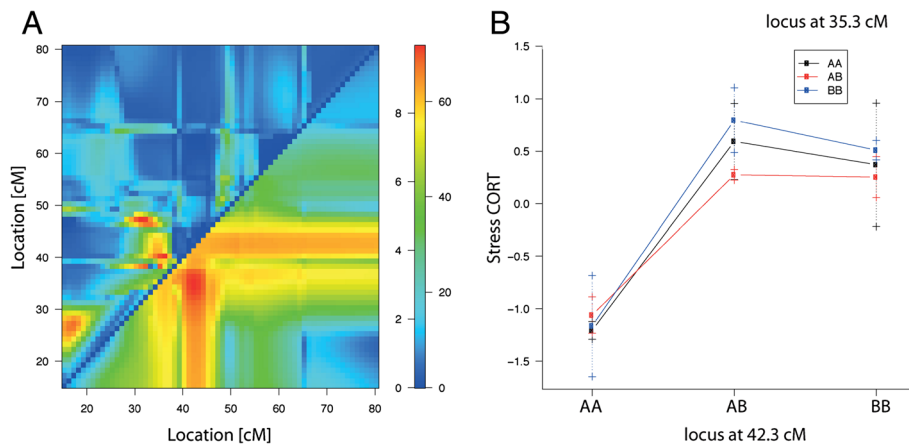 A
80
70
60
50
40
30
20
Location [cM]
20 30 40 50 60 70 80
Location [cM]
8
6
4
2
0
60
40
20
0
B
locus at 35.3 cM
AA
AB
BB
1.5
1.0
0.5
0.0
−0.5
−1.0
−1.5
Stress CORT
AA AB BB
locus at 42.3 cM